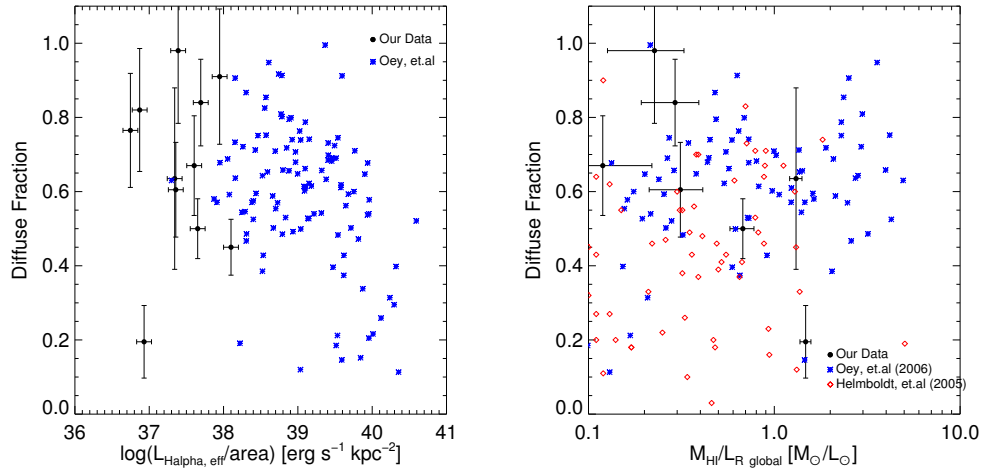 Diffuse Fraction
1.0
0.8
0.6
0.4
0.2
0.0
36 37 38 39 40 41
log(L_Halpha, eff/area) [erg s⁻¹ kpc⁻²]
Our Data
Oey, et.al
Diffuse Fraction
1.0
0.8
0.6
0.4
0.2
0.0
0.1 1.0 10.0
M_HI/L_R global [M_⊙/L_⊙]
Our Data
Oey, et.al (2006)
Helmboldt, et.al (2005)